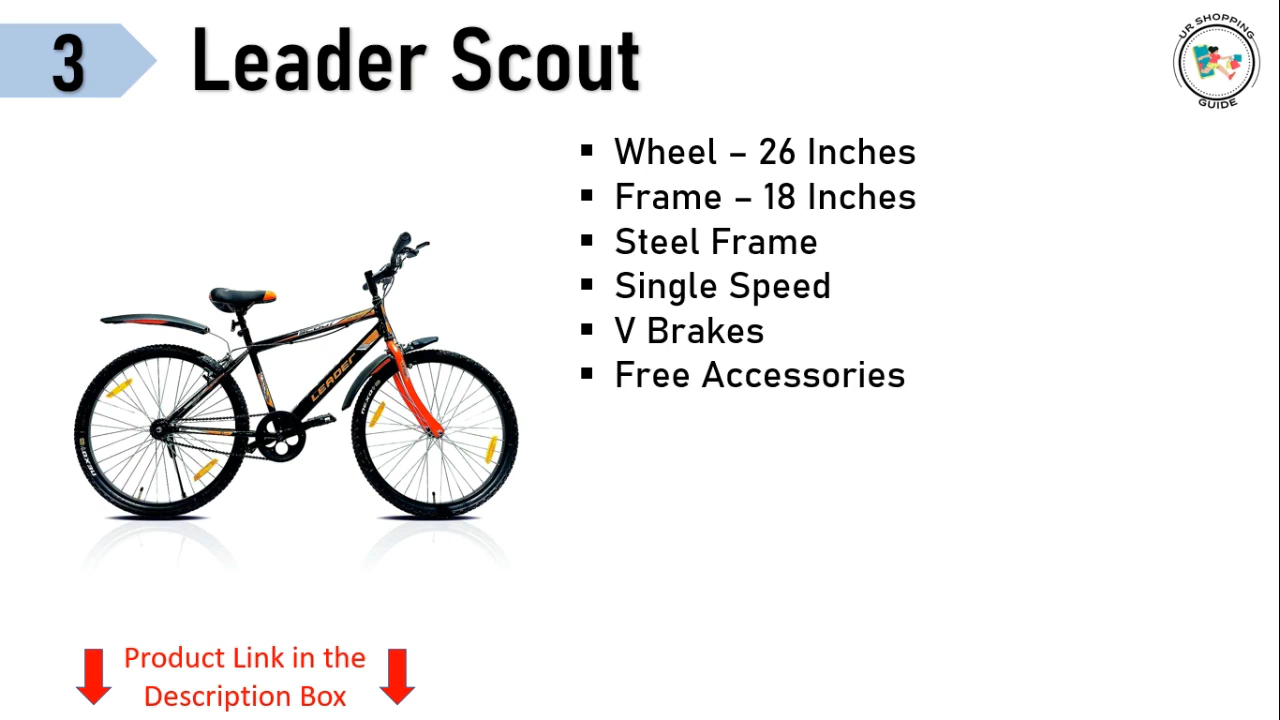 3
Leader Scout
UR SHOPPING
GUIDE
▪ Wheel – 26 Inches
▪ Frame – 18 Inches
▪ Steel Frame
▪ Single Speed
▪ V Brakes
▪ Free Accessories
SCOUT
LEADER
Product Link in the
Description Box